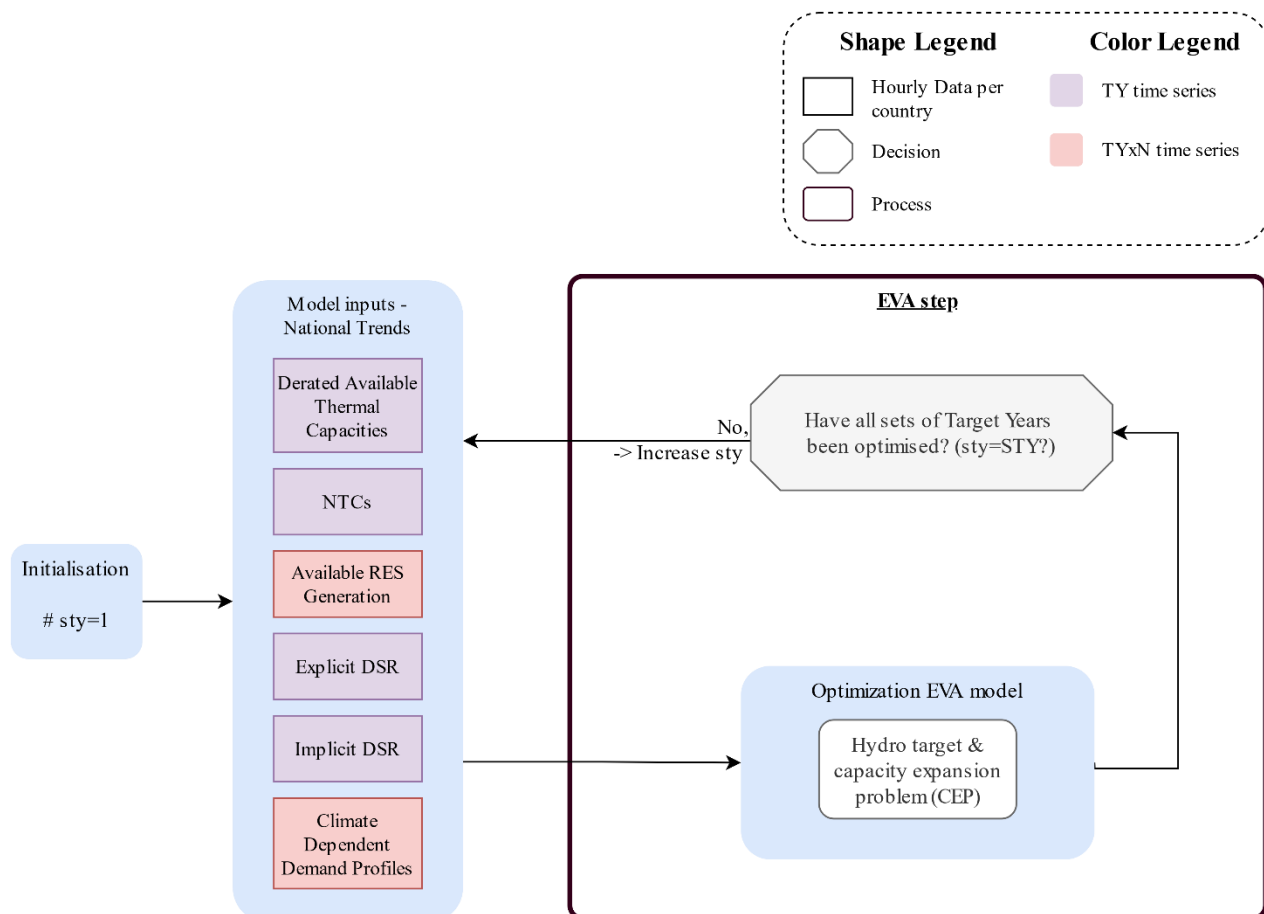 Shape Legend
Hourly Data per
country
Decision
Process
Color Legend
TY time series
TYxN time series
Initialisation
# sty=1
Model inputs -
National Trends
Derated Available
Thermal
Capacities
NTCs
Available RES
Generation
Explicit DSR
Implicit DSR
Climate
Dependent
Demand Profiles
EVA step
Have all sets of Target Years
been optimised? (sty=STY?)
No,
-> Increase sty
Optimization EVA model
Hydro target &
capacity expansion
problem (CEP)